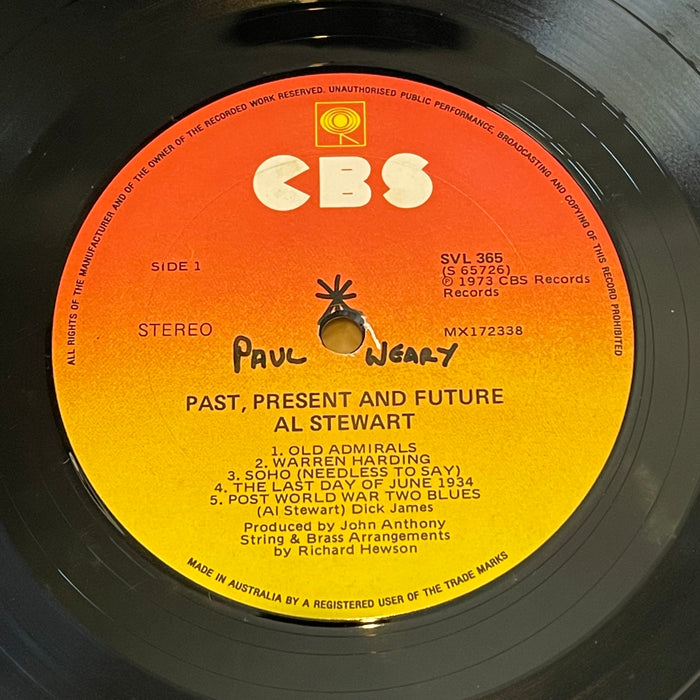 ALL RIGHTS OF THE MANUFACTURER AND OF THE OWNER OF THE RECORDED WORK RESERVED. UNAUTHORISED PUBLIC PERFORMANCE, BROADCASTING AND COPYING OF THIS RECORD PROHIBITED
CBS
SIDE 1
SVL 365
(S 65726)
℗ 1973 CBS Records
Records
STEREO
MX172338
PAUL NEARY
PAST, PRESENT AND FUTURE
AL STEWART
1. OLD ADMIRALS
2. WARREN HARDING
3. SOHO (NEEDLESS TO SAY)
4. THE LAST DAY OF JUNE 1934
5. POST WORLD WAR TWO BLUES
(Al Stewart) Dick James
Produced by John Anthony
String & Brass Arrangements
by Richard Hewson
MADE IN AUSTRALIA BY A REGISTERED USER OF THE TRADE MARKS